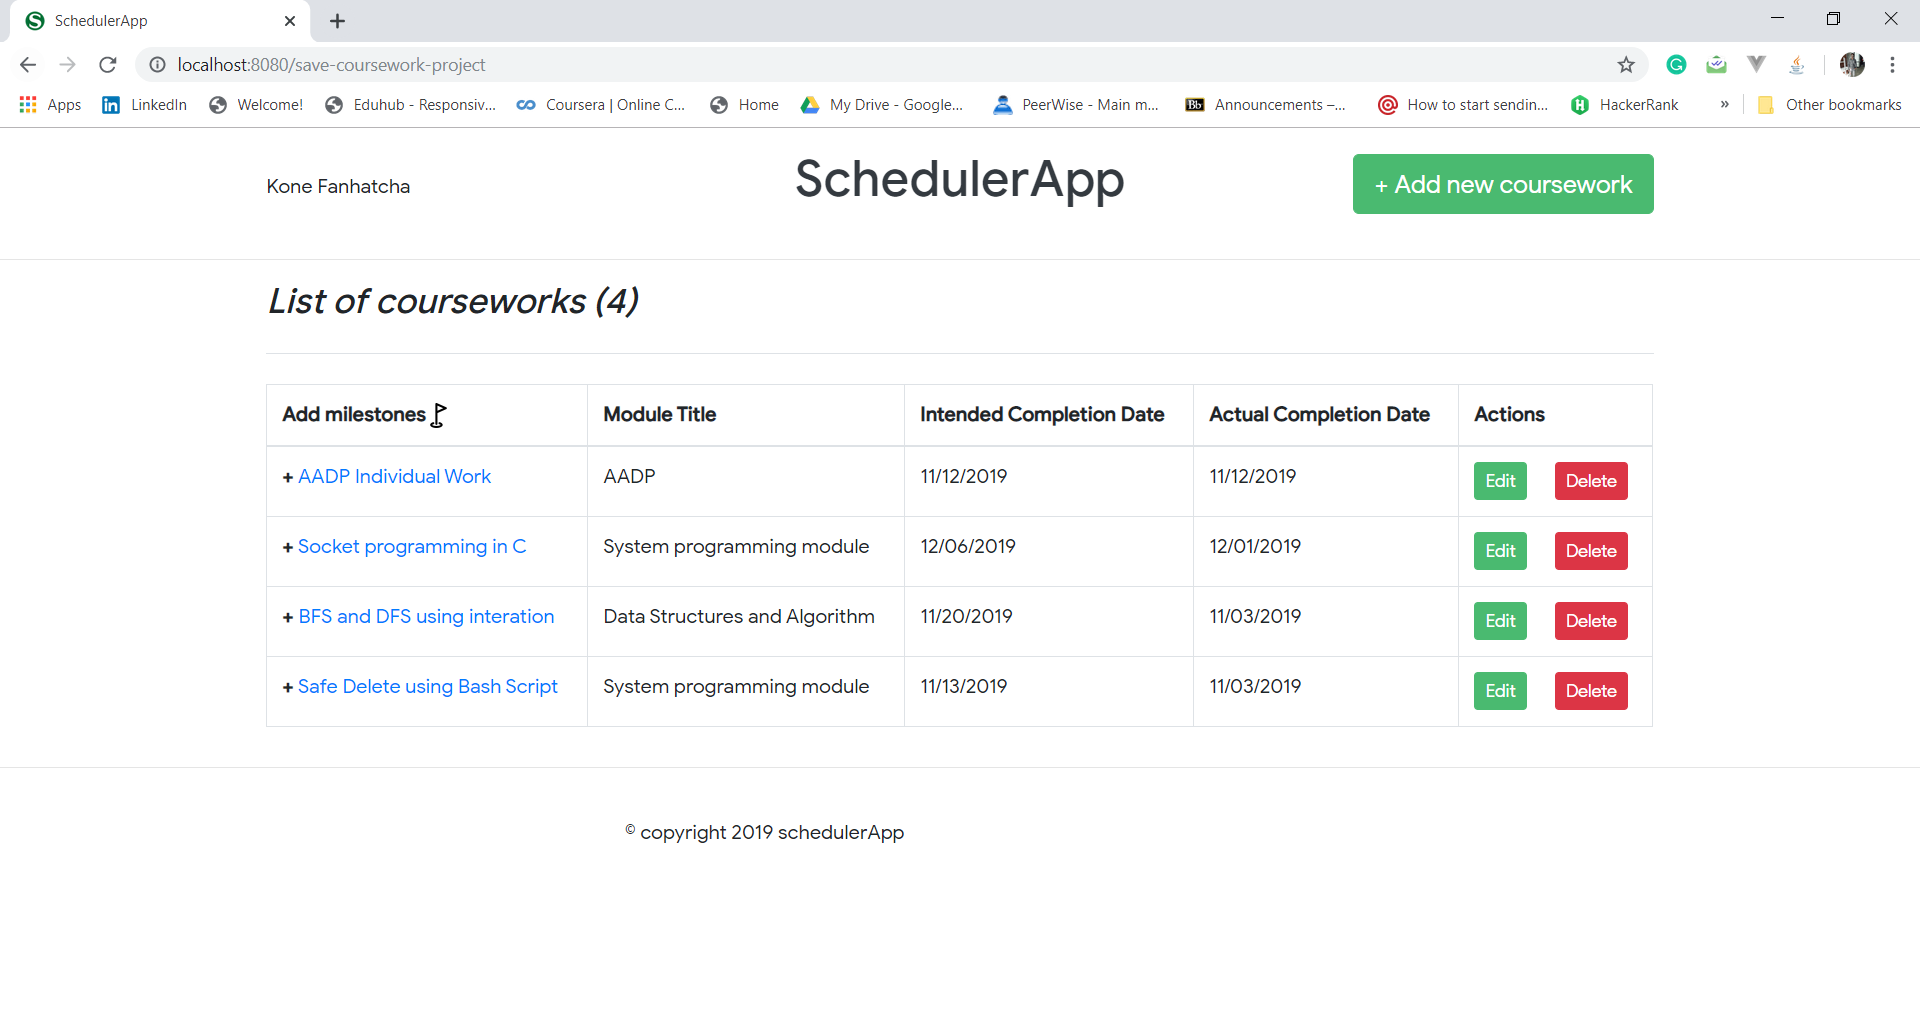 SchedulerApp
localhost:8080/save-coursework-project
Apps LinkedIn Welcome! Eduhub - Responsiv... Coursera | Online C... Home My Drive - Google... PeerWise - Main m... Bb Announcements –... How to start sendin... HackerRank » Other bookmarks
Kone Fanhatcha
SchedulerApp
+ Add new coursework
List of courseworks (4)
Add milestones Module Title Intended Completion Date Actual Completion Date Actions
+ AADP Individual Work AADP 11/12/2019 11/12/2019 Edit Delete
+ Socket programming in C System programming module 12/06/2019 12/01/2019 Edit Delete
+ BFS and DFS using interation Data Structures and Algorithm 11/20/2019 11/03/2019 Edit Delete
+ Safe Delete using Bash Script System programming module 11/13/2019 11/03/2019 Edit Delete
© copyright 2019 schedulerApp